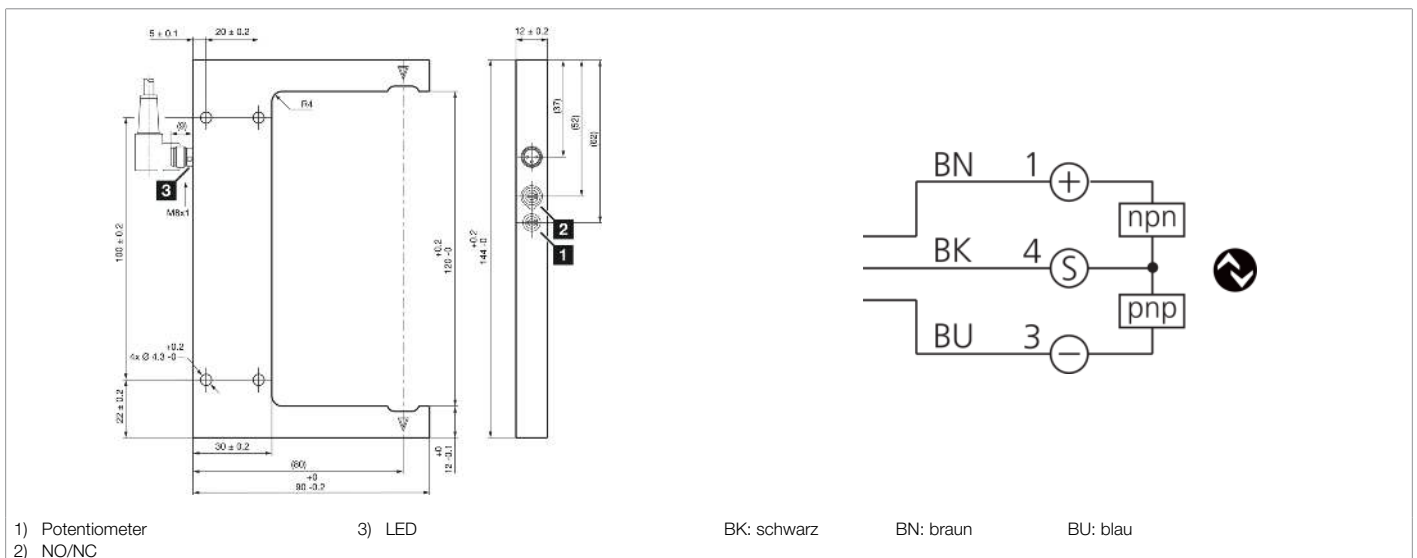 5 ± 0.1
20 ± 0.2
12 ± 0.2
R4
(9)
3
M8x1
100 ± 0.2
(37)
(52)
(62)
2
1
+0.2
120 -0
+0.2
144 -0
+0.2
4x Ø 4.3 -0
22 ± 0.2
30 ± 0.2
(80)
+0
90 -0.2
+0
12 -0.1
BN 1 +
npn
BK 4 S
pnp
BU 3 −
1) Potentiometer 3) LED BK: schwarz BN: braun BU: blau
2) NO/NC